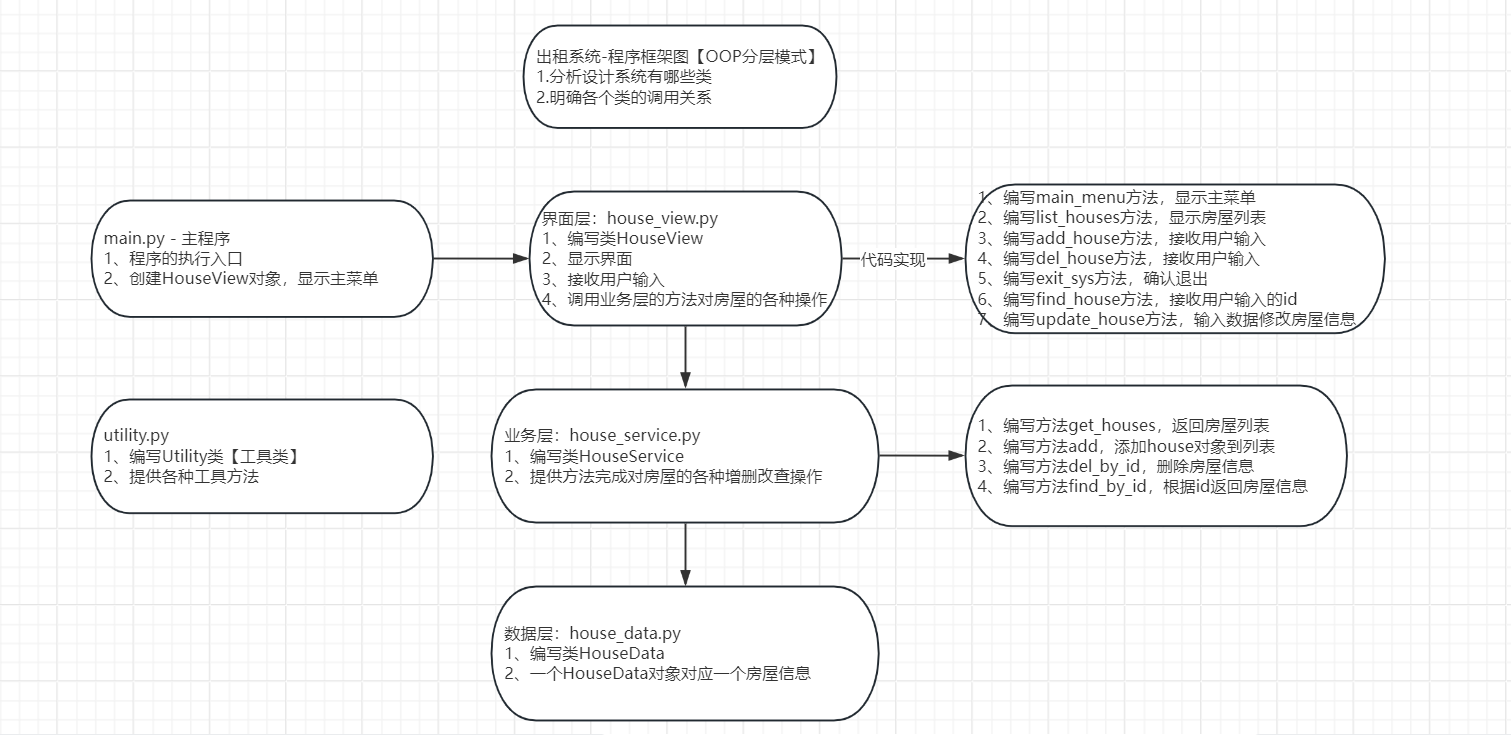 出租系统-程序框架图【OOP分层模式】
1.分析设计系统有哪些类
2.明确各个类的调用关系
main.py - 主程序
1、程序的执行入口
2、创建HouseView对象，显示主菜单
界面层：house_view.py
1、编写类HouseView
2、显示界面
3、接收用户输入
4、调用业务层的方法对房屋的各种操作
代码实现
1、编写main_menu方法，显示主菜单
2、编写list_houses方法，显示房屋列表
3、编写add_house方法，接收用户输入
4、编写del_house方法，接收用户输入
5、编写exit_sys方法，确认退出
6、编写find_house方法，接收用户输入的id
7、编写update_house方法，输入数据修改房屋信息
utility.py
1、编写Utility类【工具类】
2、提供各种工具方法
业务层：house_service.py
1、编写类HouseService
2、提供方法完成对房屋的各种增删改查操作
1、编写方法get_houses，返回房屋列表
2、编写方法add，添加house对象到列表
3、编写方法del_by_id，删除房屋信息
4、编写方法find_by_id，根据id返回房屋信息
数据层：house_data.py
1、编写类HouseData
2、一个HouseData对象对应一个房屋信息